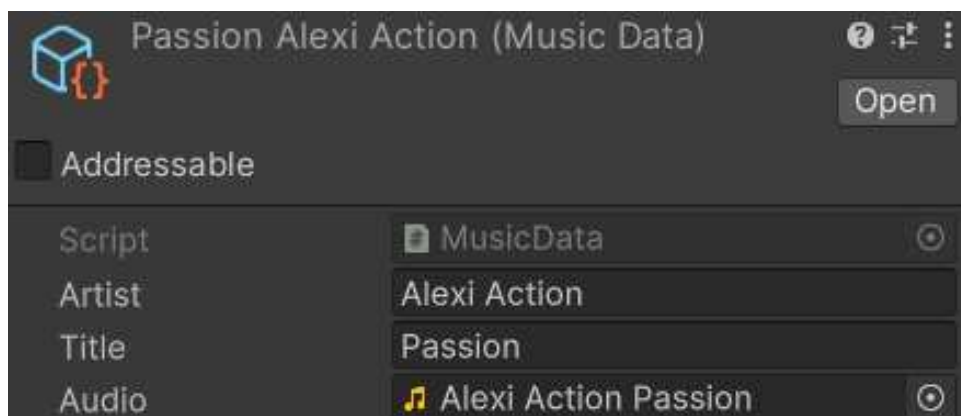 Passion Alexi Action (Music Data)
Open
Addressable
Script MusicData
Artist Alexi Action
Title Passion
Audio Alexi Action Passion